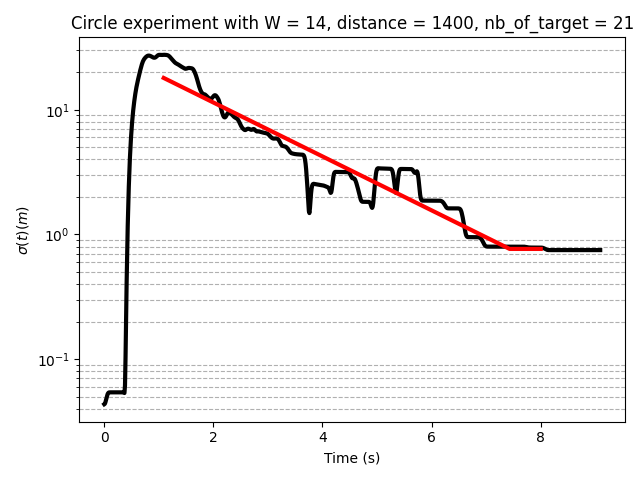 Circle experiment with W = 14, distance = 1400, nb_of_target = 21
10¹
10⁰
10⁻¹
σ(t)(m)
0 2 4 6 8
Time (s)